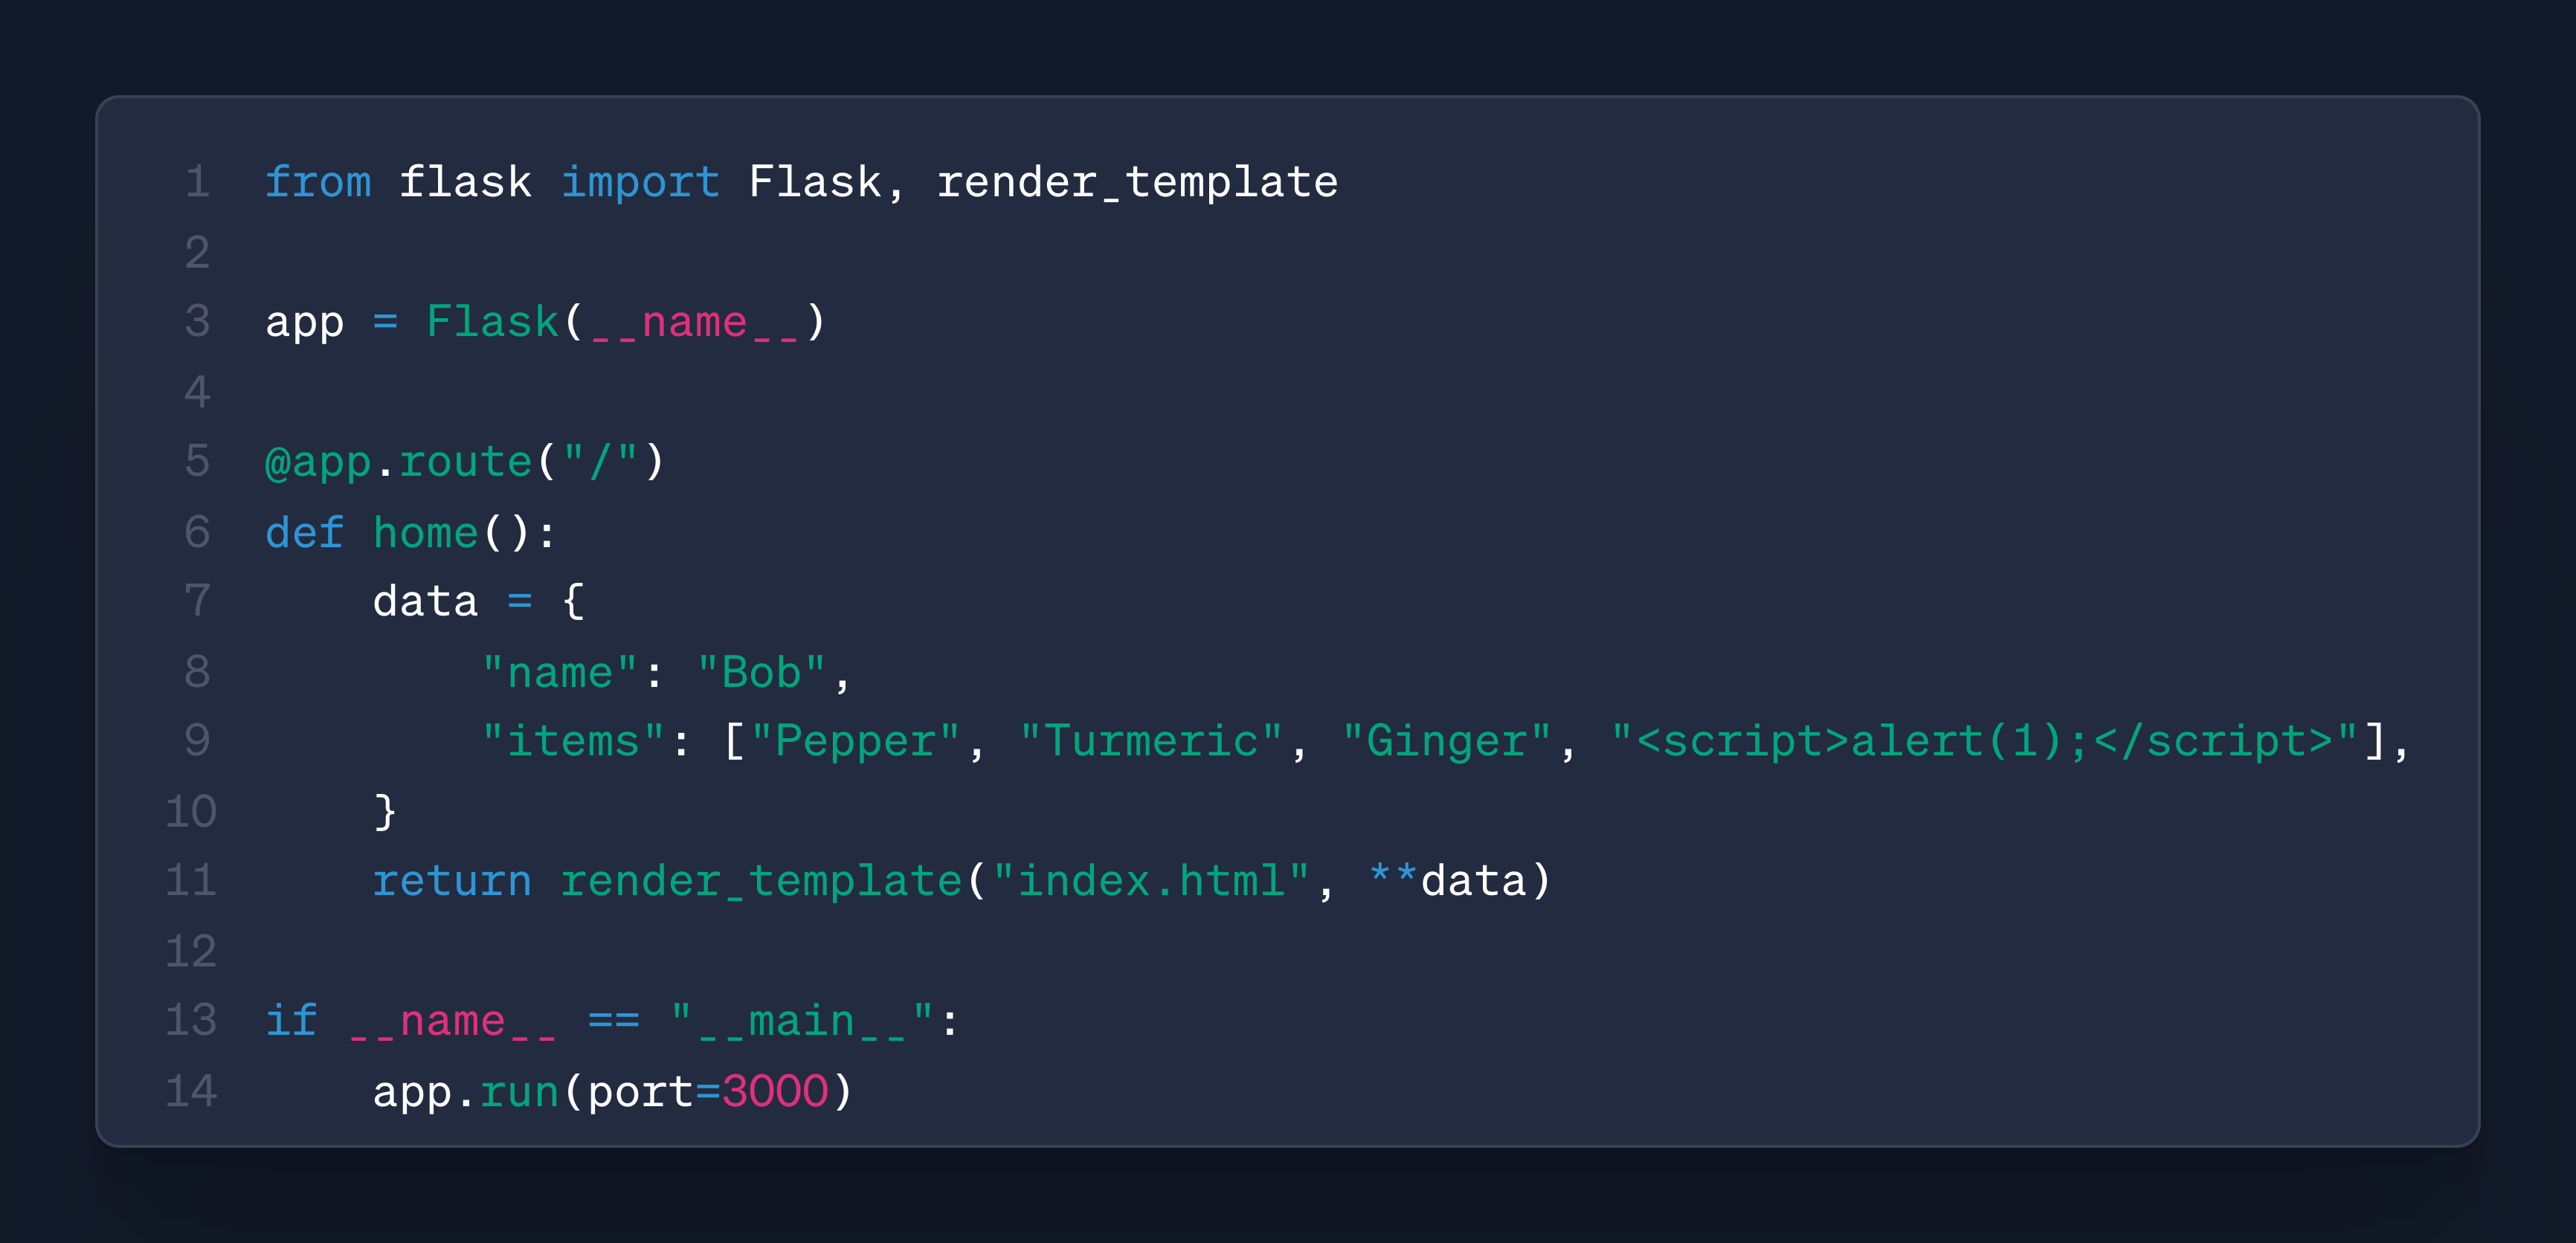 1 from flask import Flask, render_template
2
3 app = Flask(__name__)
4
5 @app.route("/")
6 def home():
7     data = {
8         "name": "Bob",
9         "items": ["Pepper", "Turmeric", "Ginger", "<script>alert(1);</script>"],
10     }
11     return render_template("index.html", **data)
12
13 if __name__ == "__main__":
14     app.run(port=3000)